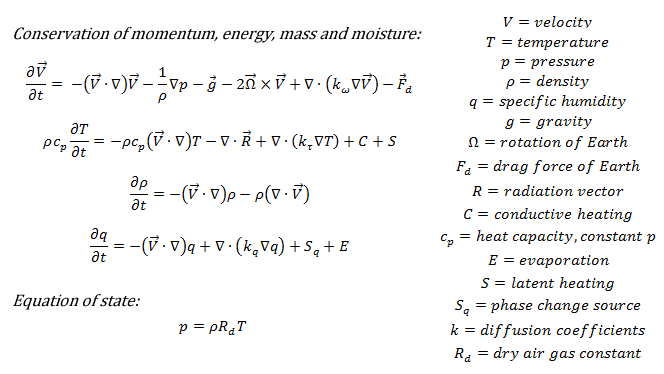 Conservation of momentum, energy, mass and moisture:
∂V⃗/∂t = −(V⃗ · ∇)V⃗ − 1/ρ ∇p − g⃗ − 2Ω⃗ × V⃗ + ∇ · (k_ω∇V⃗) − F⃗_d
ρc_p ∂T/∂t = −ρc_p(V⃗ · ∇)T − ∇ · R⃗ + ∇ · (k_τ∇T) + C + S
∂ρ/∂t = −(V⃗ · ∇)ρ − ρ(∇ · V⃗)
∂q/∂t = −(V⃗ · ∇)q + ∇ · (k_q∇q) + S_q + E
Equation of state:
p = ρR_dT
V = velocity
T = temperature
p = pressure
ρ = density
q = specific humidity
g = gravity
Ω = rotation of Earth
F_d = drag force of Earth
R = radiation vector
C = conductive heating
c_p = heat capacity, constant p
E = evaporation
S = latent heating
S_q = phase change source
k = diffusion coefficients
R_d = dry air gas constant